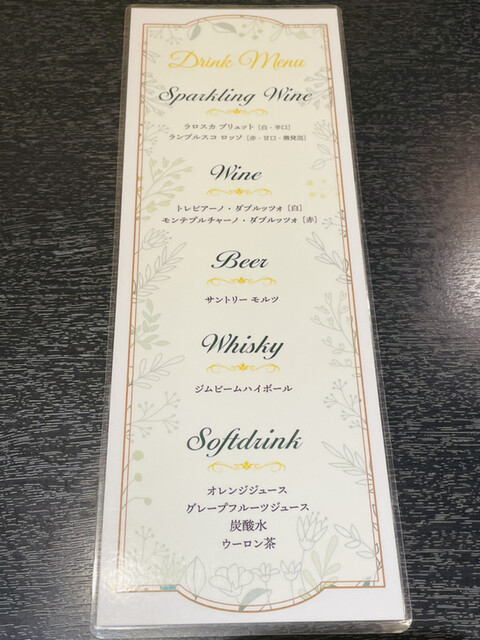 Drink Menu
Sparkling Wine
ラロスカ ブリュット [白・辛口]
ランブルスコ ロッソ [赤・甘口・微発泡]
Wine
トレビアーノ・ダブルッツォ [白]
モンテプルチャーノ・ダブルッツォ [赤]
Beer
サントリー モルツ
Whisky
ジムビームハイボール
Softdrink
オレンジジュース
グレープフルーツジュース
炭酸水
ウーロン茶